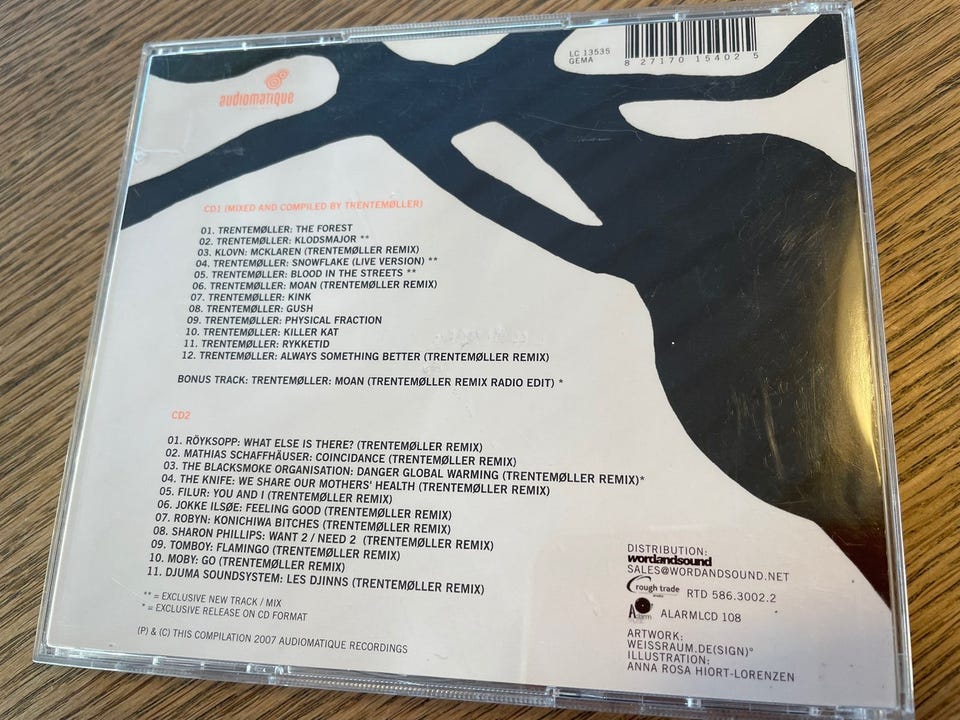 LC 13535
GEMA
8 27170 15402 5
audiomatique
CD1 (MIXED AND COMPILED BY TRENTEMØLLER)
01. TRENTEMØLLER: THE FOREST
02. TRENTEMØLLER: KLODSMAJOR **
03. KLOVN: MCKLAREN (TRENTEMØLLER REMIX)
04. TRENTEMØLLER: SNOWFLAKE (LIVE VERSION) **
05. TRENTEMØLLER: BLOOD IN THE STREETS **
06. TRENTEMØLLER: MOAN (TRENTEMØLLER REMIX)
07. TRENTEMØLLER: KINK
08. TRENTEMØLLER: GUSH
09. TRENTEMØLLER: PHYSICAL FRACTION
10. TRENTEMØLLER: KILLER KAT
11. TRENTEMØLLER: RYKKETID
12. TRENTEMØLLER: ALWAYS SOMETHING BETTER (TRENTEMØLLER REMIX)
BONUS TRACK: TRENTEMØLLER: MOAN (TRENTEMØLLER REMIX RADIO EDIT) *
CD2
01. RÖYKSOPP: WHAT ELSE IS THERE? (TRENTEMØLLER REMIX)
02. MATHIAS SCHAFFHÄUSER: COINCIDANCE (TRENTEMØLLER REMIX)
03. THE BLACKSMOKE ORGANISATION: DANGER GLOBAL WARMING (TRENTEMØLLER REMIX)*
04. THE KNIFE: WE SHARE OUR MOTHERS' HEALTH (TRENTEMØLLER REMIX)
05. FILUR: YOU AND I (TRENTEMØLLER REMIX)
06. JOKKE ILSØE: FEELING GOOD (TRENTEMØLLER REMIX)
07. ROBYN: KONICHIWA BITCHES (TRENTEMØLLER REMIX)
08. SHARON PHILLIPS: WANT 2 / NEED 2 (TRENTEMØLLER REMIX)
09. TOMBOY: FLAMINGO (TRENTEMØLLER REMIX)
10. MOBY: GO (TRENTEMØLLER REMIX)
11. DJUMA SOUNDSYSTEM: LES DJINNS (TRENTEMØLLER REMIX)
** = EXCLUSIVE NEW TRACK / MIX
* = EXCLUSIVE RELEASE ON CD FORMAT
(P) & (C) THIS COMPILATION 2007 AUDIOMATIQUE RECORDINGS
DISTRIBUTION:
wordandsound
SALES@WORDANDSOUND.NET
rough trade RTD 586.3002.2
Alarm ALARMLCD 108
ARTWORK:
WEISSRAUM.DE(SIGN)°
ILLUSTRATION:
ANNA ROSA HIORT-LORENZEN